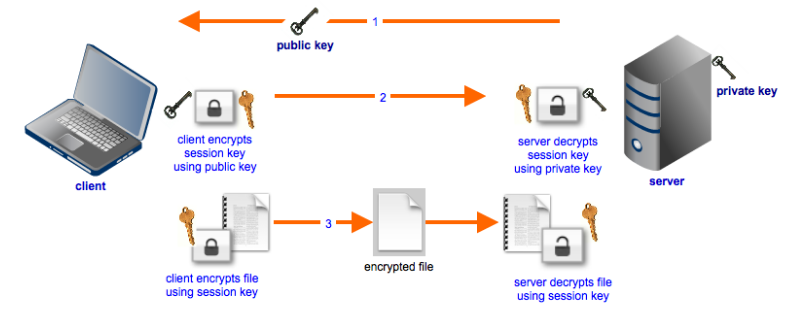 1
public key
private key
2
client encrypts
session key
using public key
server decrypts
session key
using private key
client
server
3
encrypted file
client encrypts file
using session key
server decrypts file
using session key